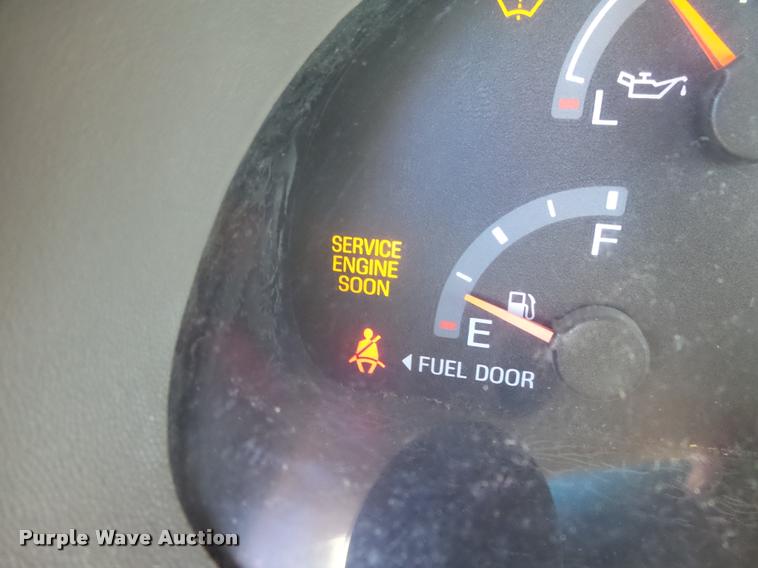 L
F
SERVICE
ENGINE
SOON
E
FUEL DOOR
Purple Wave Auction